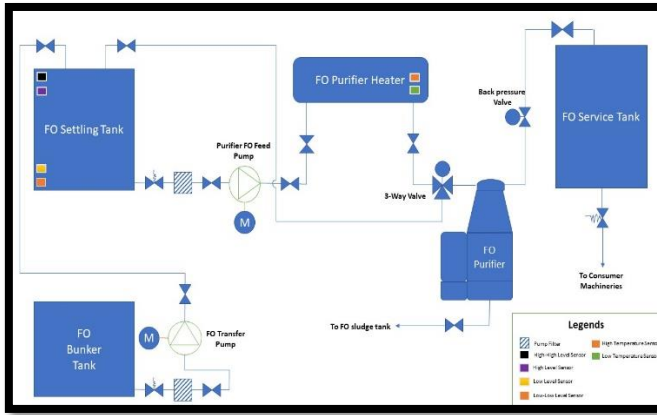 FO Purifier Heater
Back pressure
Valve
FO Settling Tank
FO Service Tank
Purifier FO Feed
Pump
M
3-Way Valve
FO
Purifier
To Consumer
Machineries
FO
Bunker
Tank
M
FO Transfer
Pump
To FO sludge tank
Legends
Pump Filter
High Temperature Sensor
High-High Level Sensor
Low Temperature Sensor
High Level Sensor
Low Level Sensor
Low-Low Level Sensor